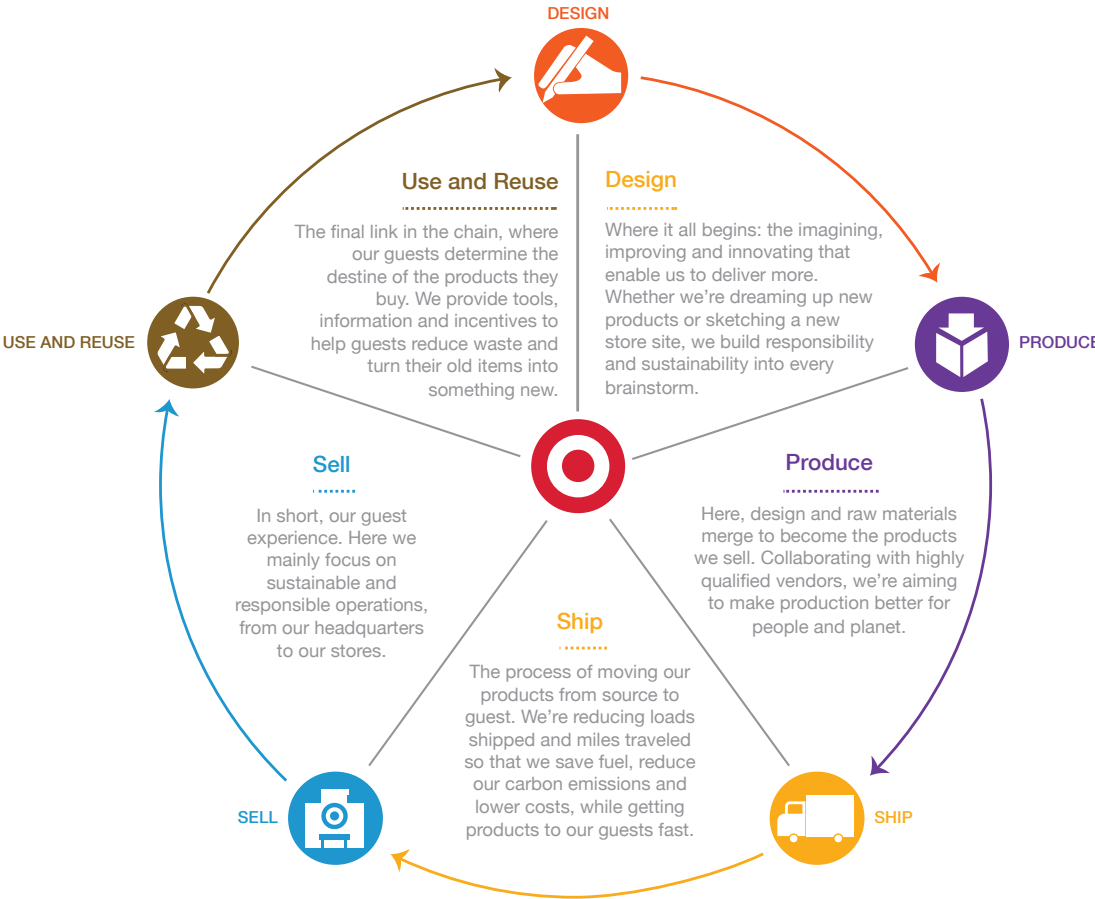 DESIGN
Use and Reuse
The final link in the chain, where
our guests determine the
destine of the products they
buy. We provide tools,
information and incentives to
help guests reduce waste and
turn their old items into
something new.
Design
Where it all begins: the imagining,
improving and innovating that
enable us to deliver more.
Whether we’re dreaming up new
products or sketching a new
store site, we build responsibility
and sustainability into every
brainstorm.
USE AND REUSE
PRODUCE
Sell
In short, our guest
experience. Here we
mainly focus on
sustainable and
responsible operations,
from our headquarters
to our stores.
Produce
Here, design and raw materials
merge to become the products
we sell. Collaborating with highly
qualified vendors, we’re aiming
to make production better for
people and planet.
Ship
The process of moving our
products from source to
guest. We’re reducing loads
shipped and miles traveled
so that we save fuel, reduce
our carbon emissions and
lower costs, while getting
products to our guests fast.
SELL
SHIP